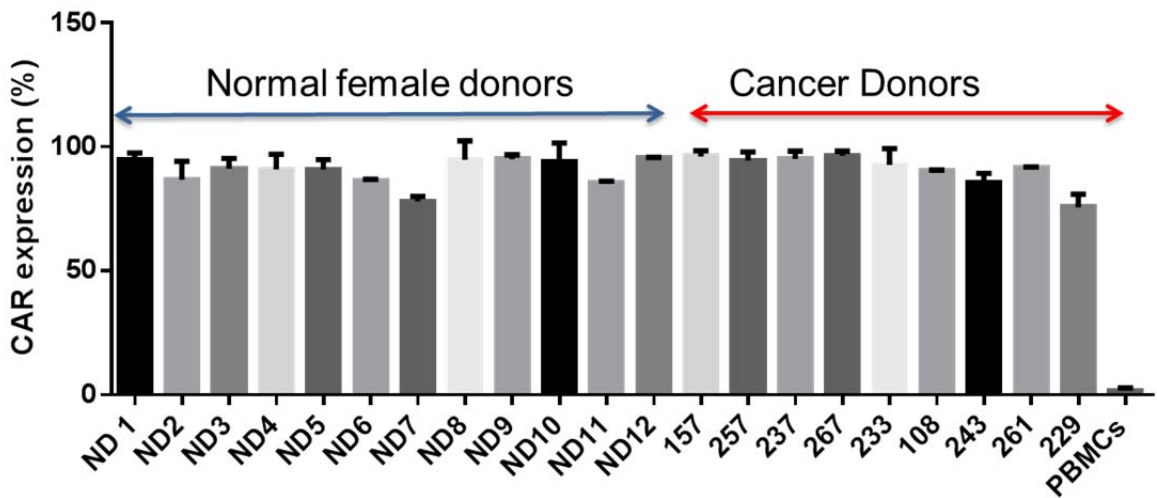 150
Normal female donors
Cancer Donors
100
50
0
CAR expression (%)
ND 1
ND2
ND3
ND4
ND5
ND6
ND7
ND8
ND9
ND10
ND11
ND12
157
257
237
267
233
108
243
261
229
PBMCs